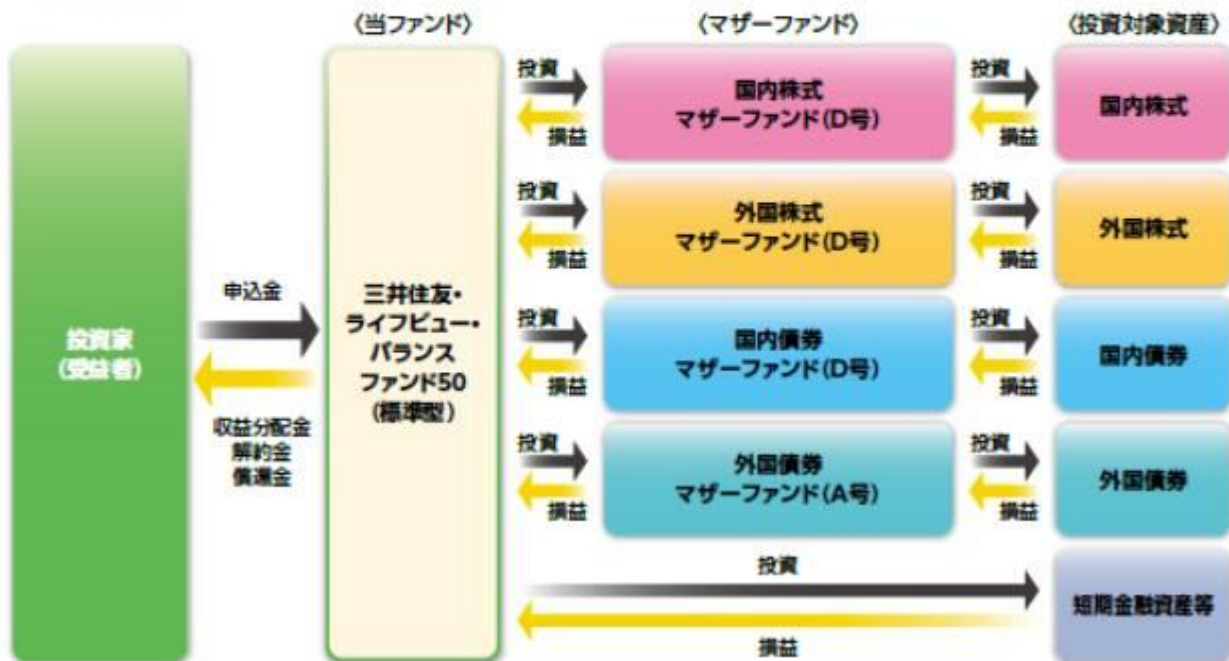 〈当ファンド〉
〈マザーファンド〉
〈投資対象資産〉
投資家
(受益者)
申込金
収益分配金
解約金
償還金
三井住友・
ライフビュー・
バランス
ファンド50
(標準型)
投資
損益
国内株式
マザーファンド(D号)
投資
損益
国内株式
投資
損益
外国株式
マザーファンド(D号)
投資
損益
外国株式
投資
損益
国内債券
マザーファンド(D号)
投資
損益
国内債券
投資
損益
外国債券
マザーファンド(A号)
投資
損益
外国債券
投資
損益
短期金融資産等